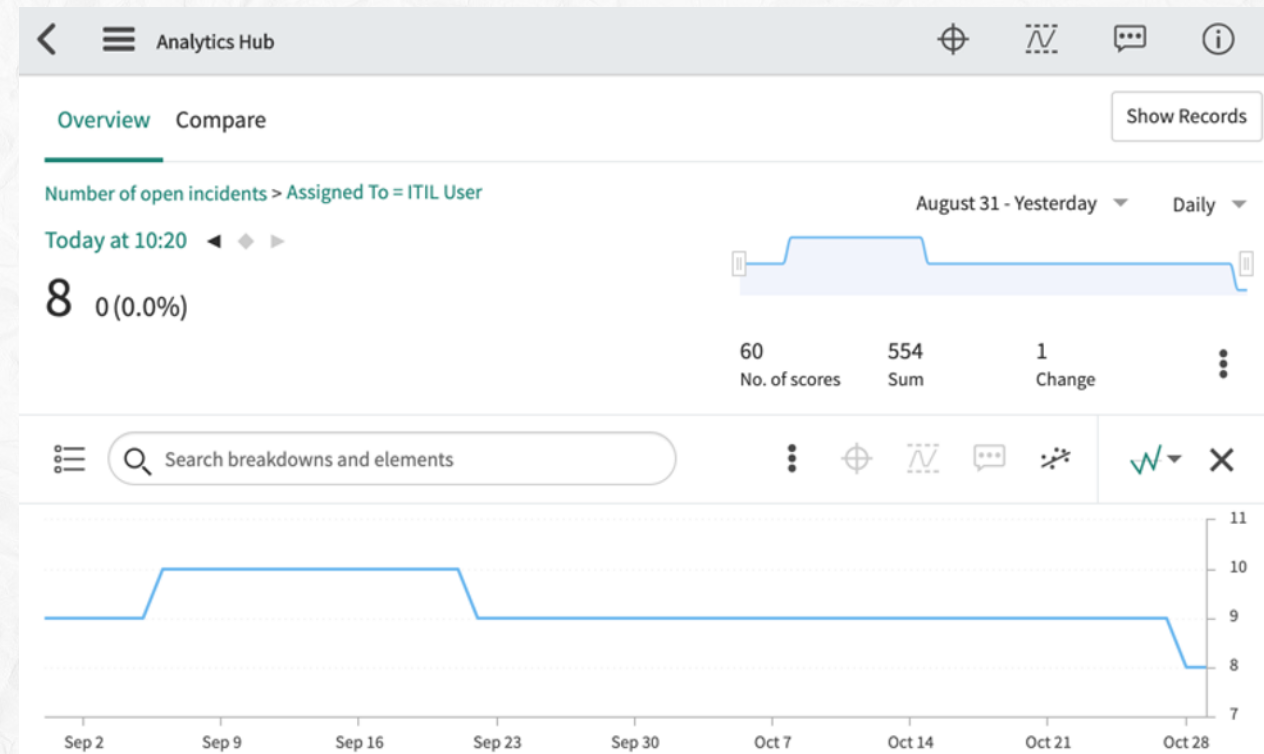 Analytics Hub
Overview Compare
Show Records
Number of open incidents > Assigned To = ITIL User
August 31 - Yesterday Daily
Today at 10:20
8 0 (0.0%)
60 554 1
No. of scores Sum Change
Search breakdowns and elements
11
10
9
8
7
Sep 2 Sep 9 Sep 16 Sep 23 Sep 30 Oct 7 Oct 14 Oct 21 Oct 28